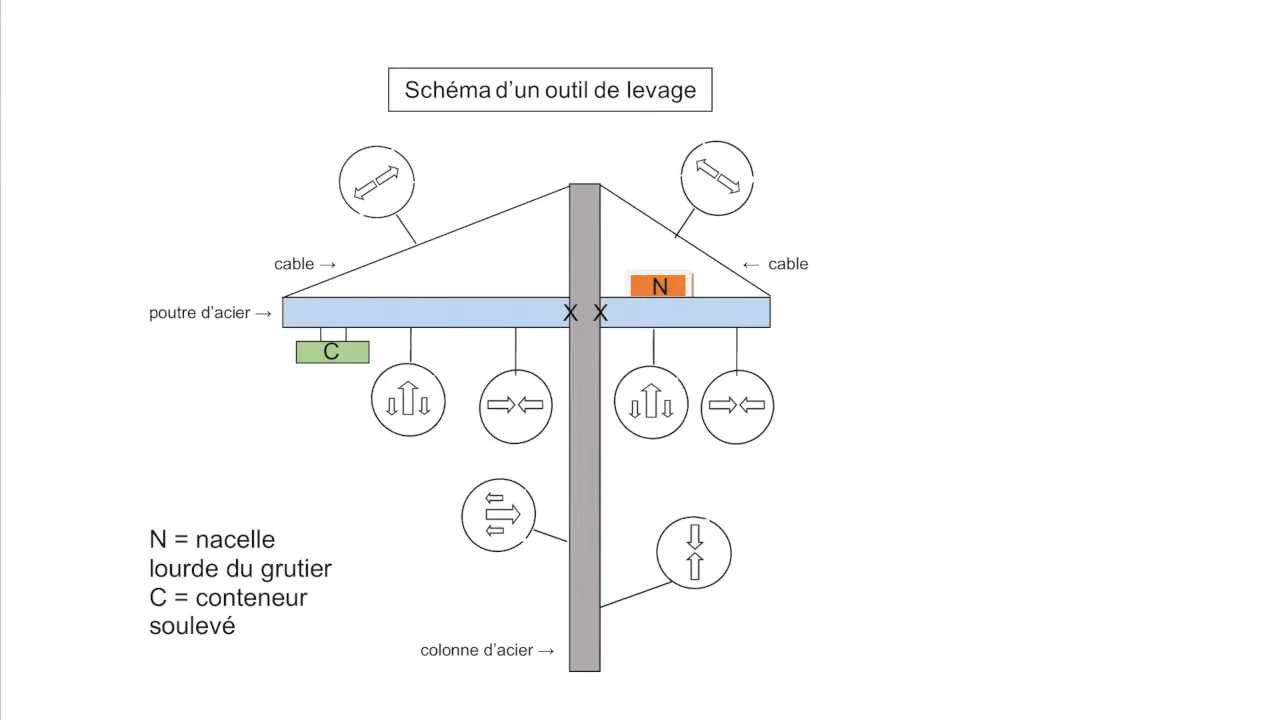 Schéma d'un outil de levage
cable →
← cable
N
poutre d'acier →
X X
C
N = nacelle
lourde du grutier
C = conteneur
soulevé
colonne d'acier →